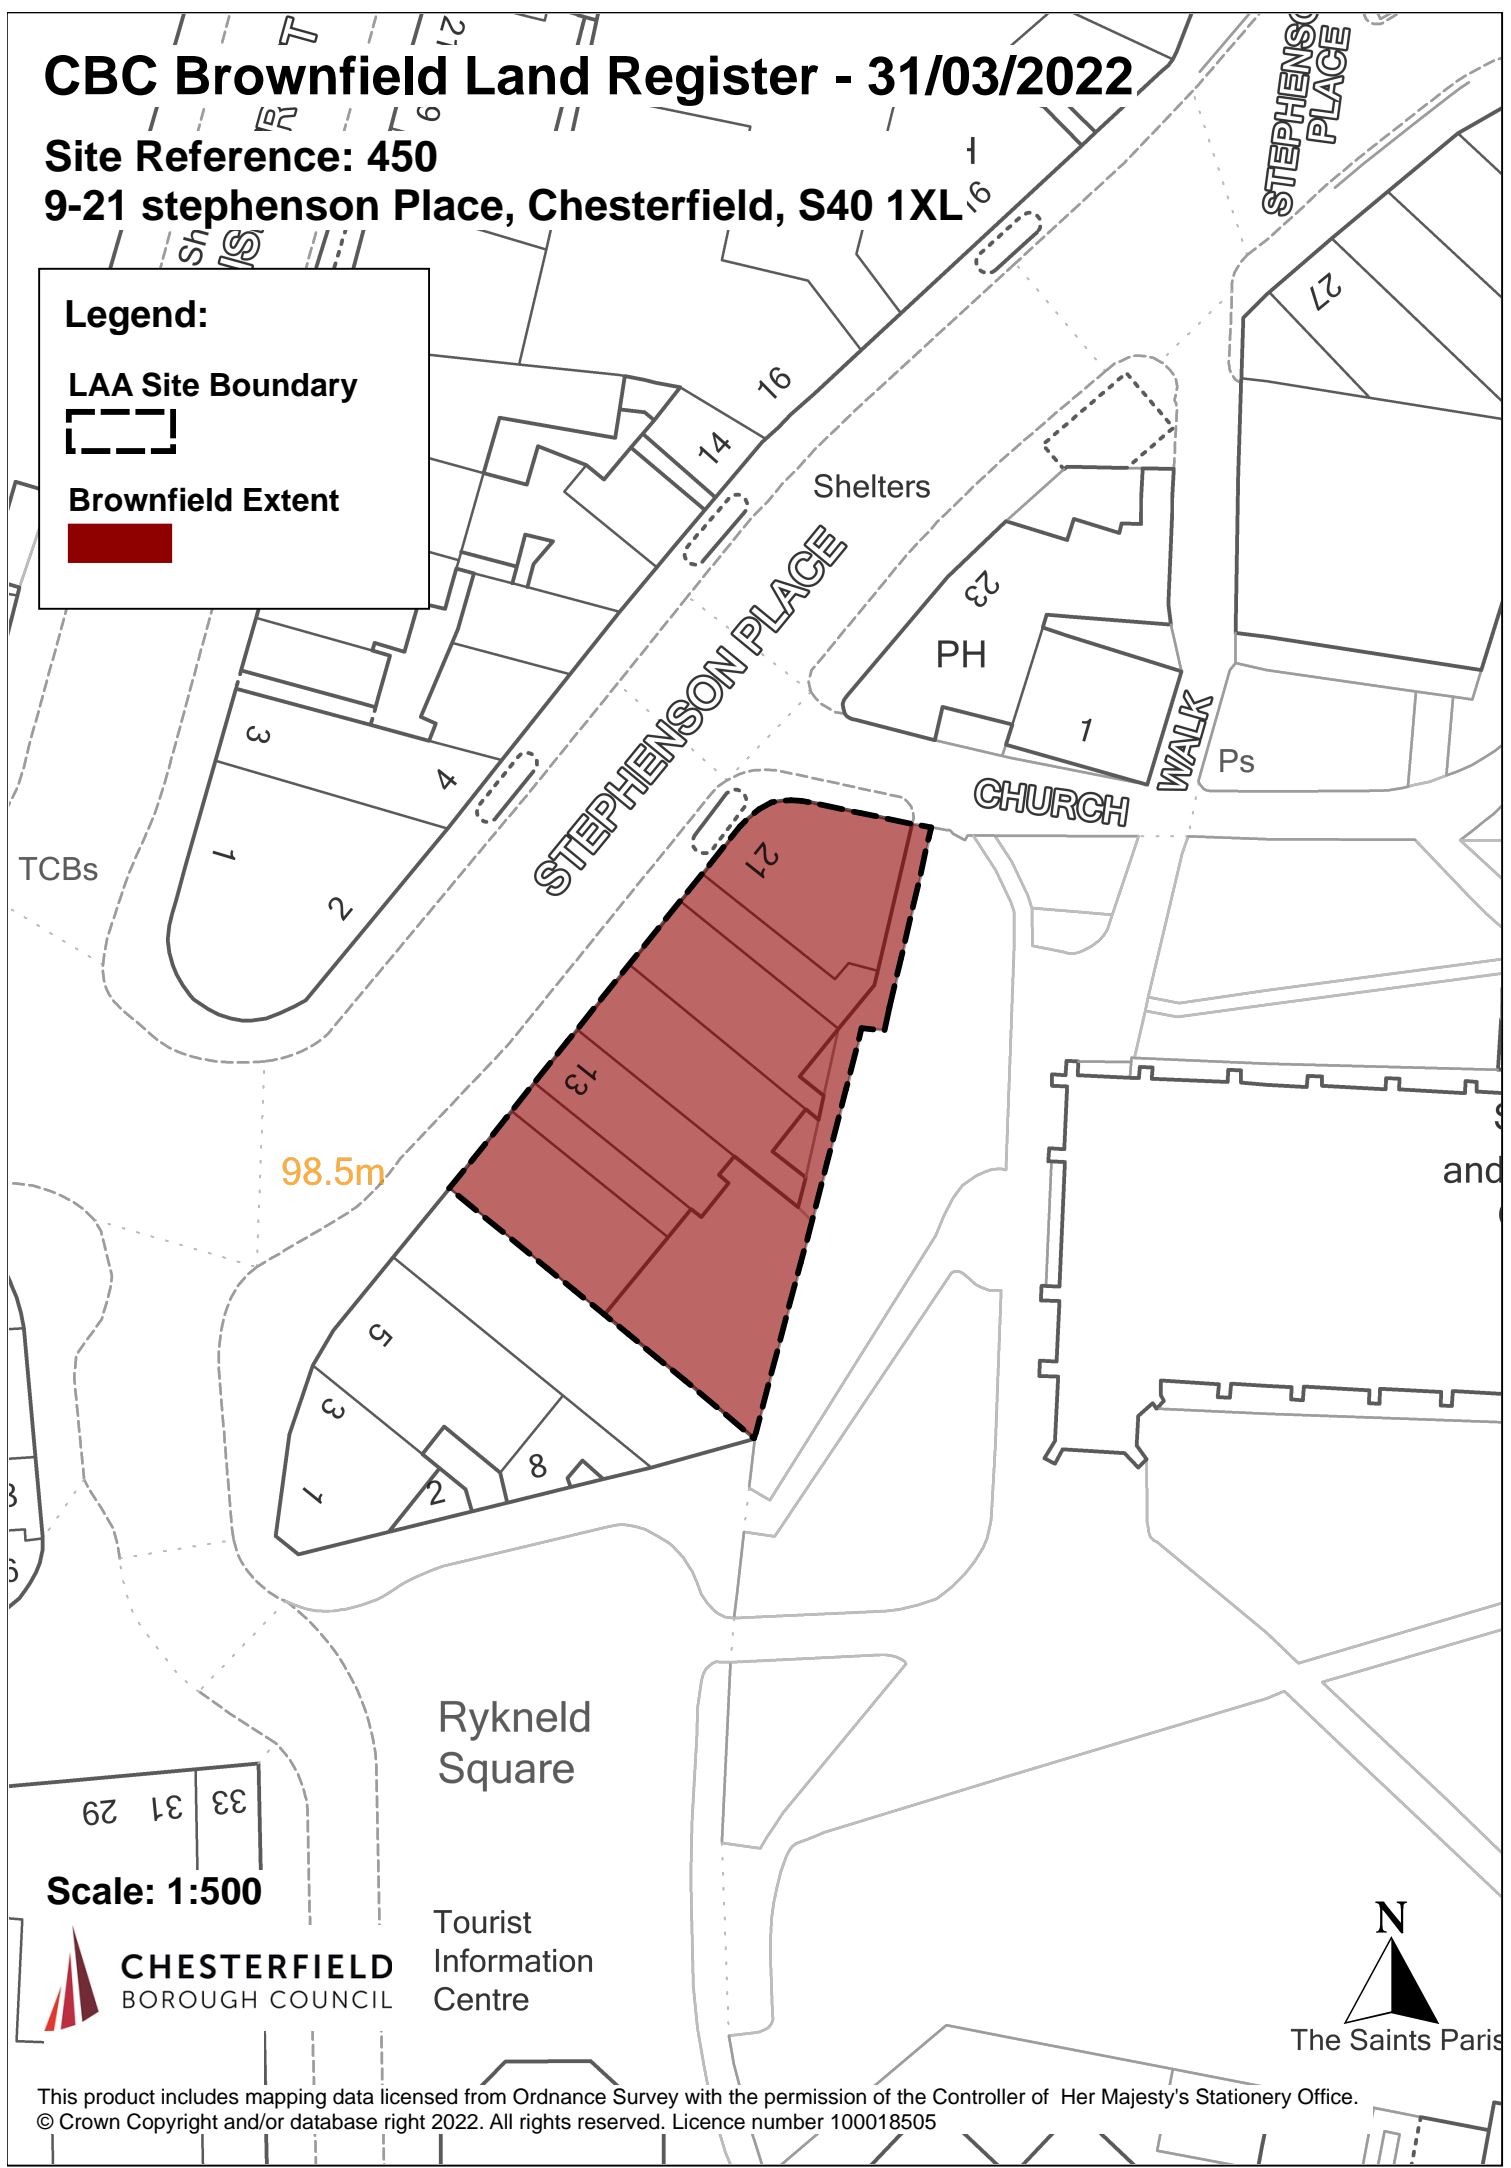 CBC Brownfield Land Register - 31/03/2022
Site Reference: 450
9-21 stephenson Place, Chesterfield, S40 1XL
Legend:
LAA Site Boundary
Brownfield Extent
21
STEPHENSON
PLACE
27
16
14
Shelters
STEPHENSON PLACE
23
PH
1
CHURCH
WALK
Ps
3
4
1
2
TCBs
21
13
98.5m
5
3
1
2
8
and
Rykneld
Square
29
31
33
Scale: 1:500
CHESTERFIELD
BOROUGH COUNCIL
Tourist
Information
Centre
N
The Saints Paris
This product includes mapping data licensed from Ordnance Survey with the permission of the Controller of Her Majesty's Stationery Office.
© Crown Copyright and/or database right 2022. All rights reserved. Licence number 100018505